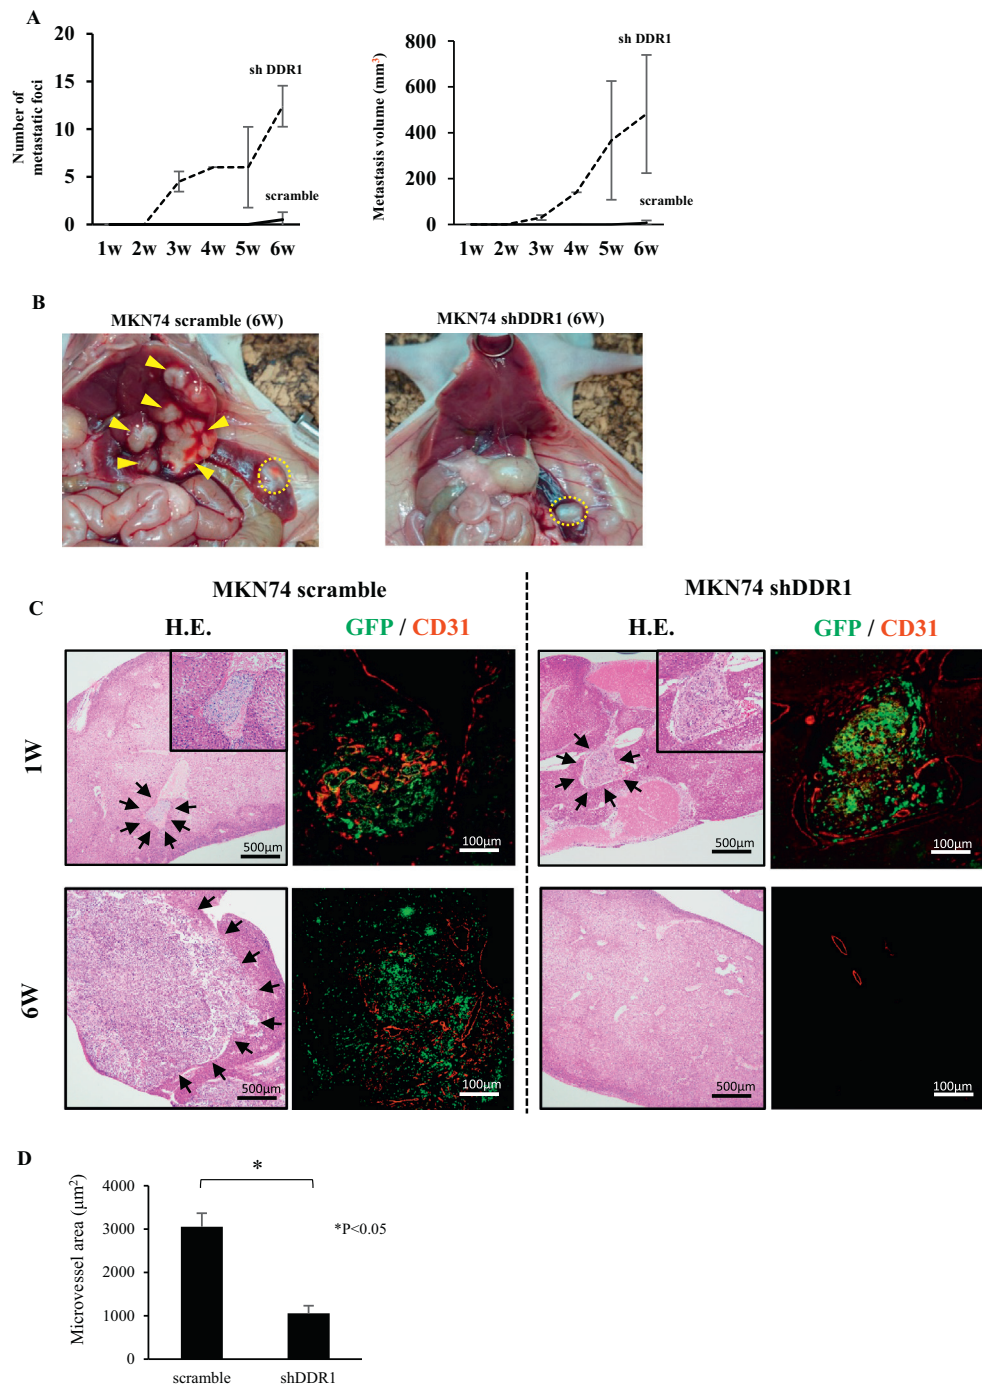 A
Number of
metastatic foci
20
15
10
5
0
sh DDR1
scramble
1w 2w 3w 4w 5w 6w
Metastasis volume (mm³)
800
600
400
200
0
sh DDR1
scramble
1w 2w 3w 4w 5w 6w
B
MKN74 scramble (6W)
MKN74 shDDR1 (6W)
C
MKN74 scramble
MKN74 shDDR1
H.E.
GFP / CD31
H.E.
GFP / CD31
1W
500μm
100μm
500μm
100μm
6W
500μm
100μm
500μm
100μm
D
Microvessel area (μm²)
4000
3000
2000
1000
0
*
*P<0.05
scramble
shDDR1